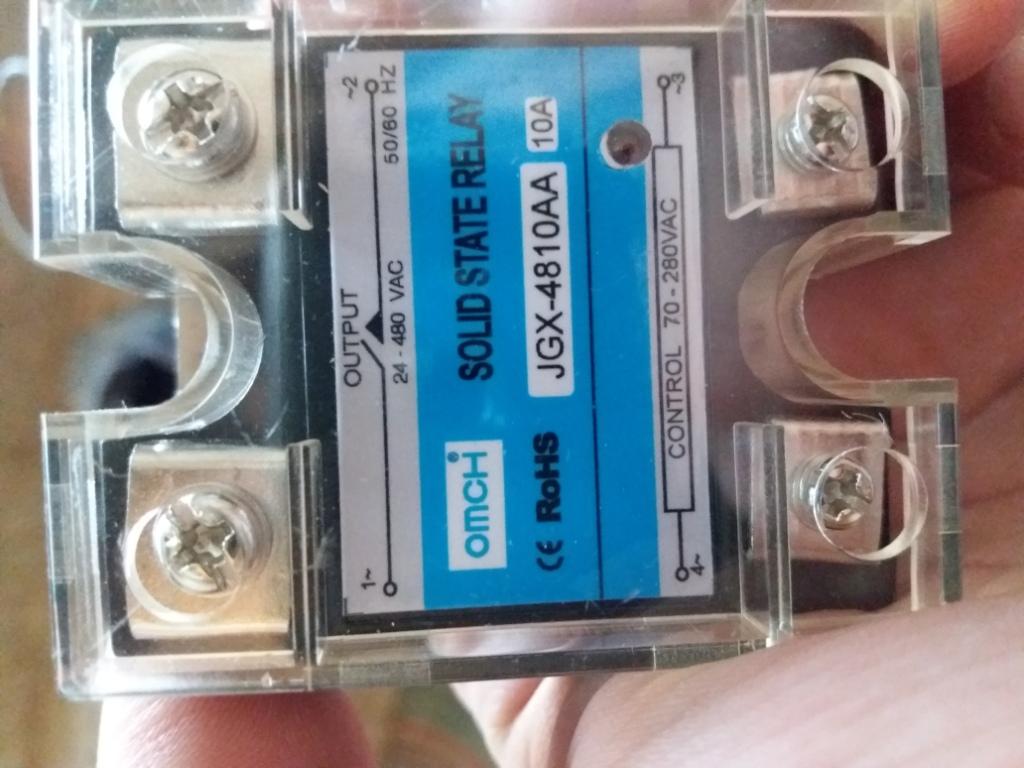 1~ ~2
OUTPUT
24 - 480 VAC 50/60 HZ
omCH® SOLID STATE RELAY
CE RoHS JGX-4810AA 10A
CONTROL 70 - 280VAC
4~ ~3